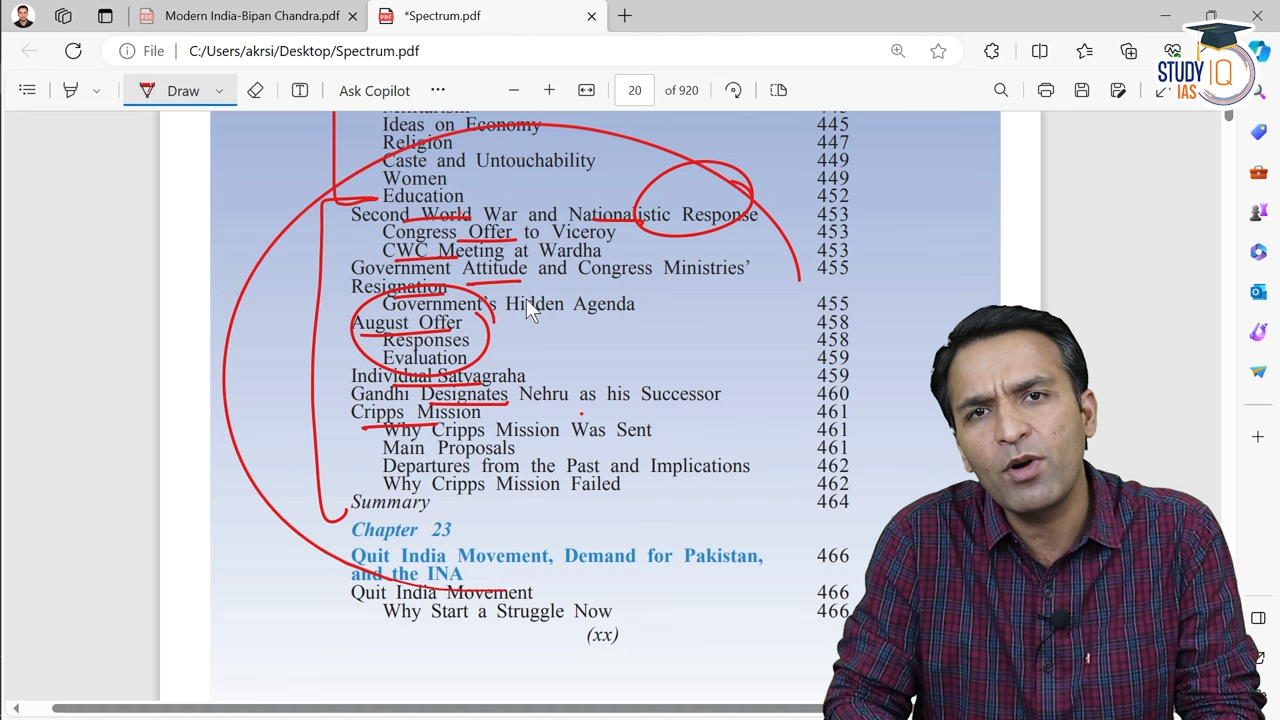 Modern India-Bipan Chandra.pdf
*Spectrum.pdf
File
C:/Users/akrsi/Desktop/Spectrum.pdf
STUDY IQ
IAS
Draw
Ask Copilot
20 of 920
Ideas on Economy 445
Religion 447
Caste and Untouchability 449
Women 449
Education 452
Second World War and Nationalistic Response 453
Congress Offer to Viceroy 453
CWC Meeting at Wardha 453
Government Attitude and Congress Ministries' 455
Resignation
Government's Hidden Agenda 455
August Offer 458
Responses 458
Evaluation 459
Individual Satyagraha 459
Gandhi Designates Nehru as his Successor 460
Cripps Mission 461
Why Cripps Mission Was Sent 461
Main Proposals 461
Departures from the Past and Implications 462
Why Cripps Mission Failed 462
Summary 464
Chapter 23
Quit India Movement, Demand for Pakistan, 466
and the INA
Quit India Movement 466
Why Start a Struggle Now 466
(xx)